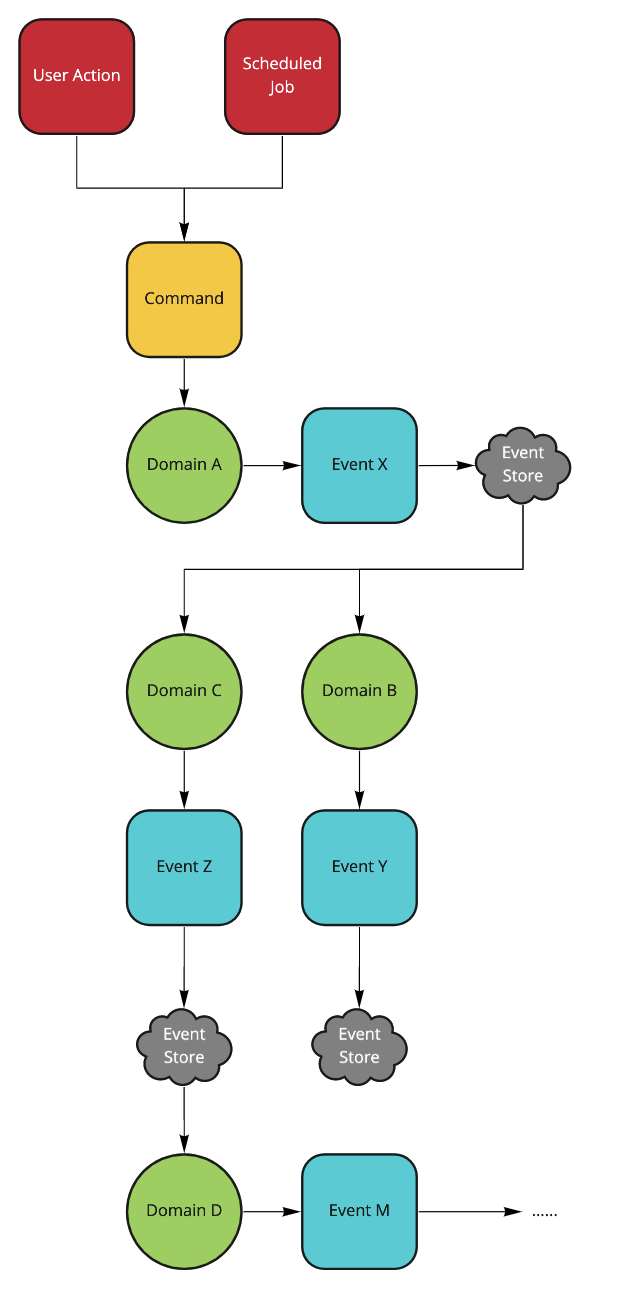 User Action
Scheduled
Job
Command
Domain A
Event X
Event
Store
Domain C
Domain B
Event Z
Event Y
Event
Store
Event
Store
Domain D
Event M
......